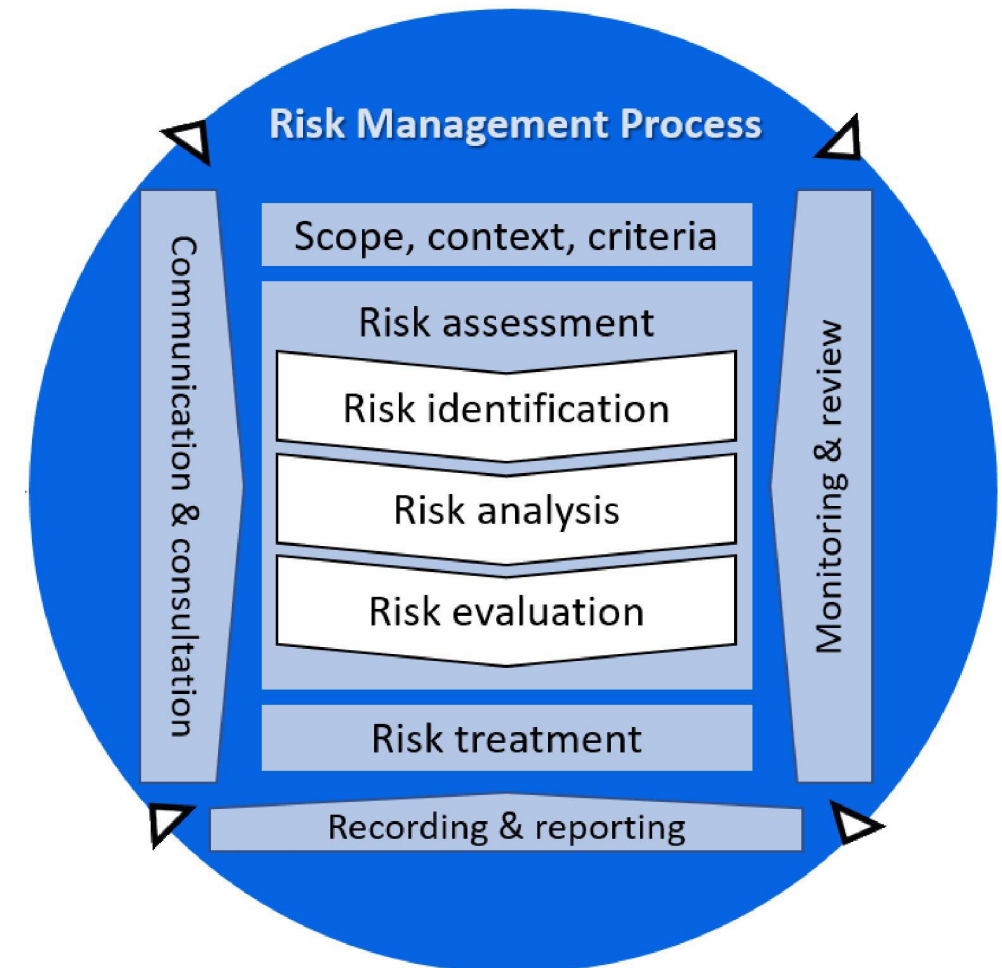 Risk Management Process
Scope, context, criteria
Risk assessment
Risk identification
Risk analysis
Risk evaluation
Risk treatment
Communication & consultation
Monitoring & review
Recording & reporting